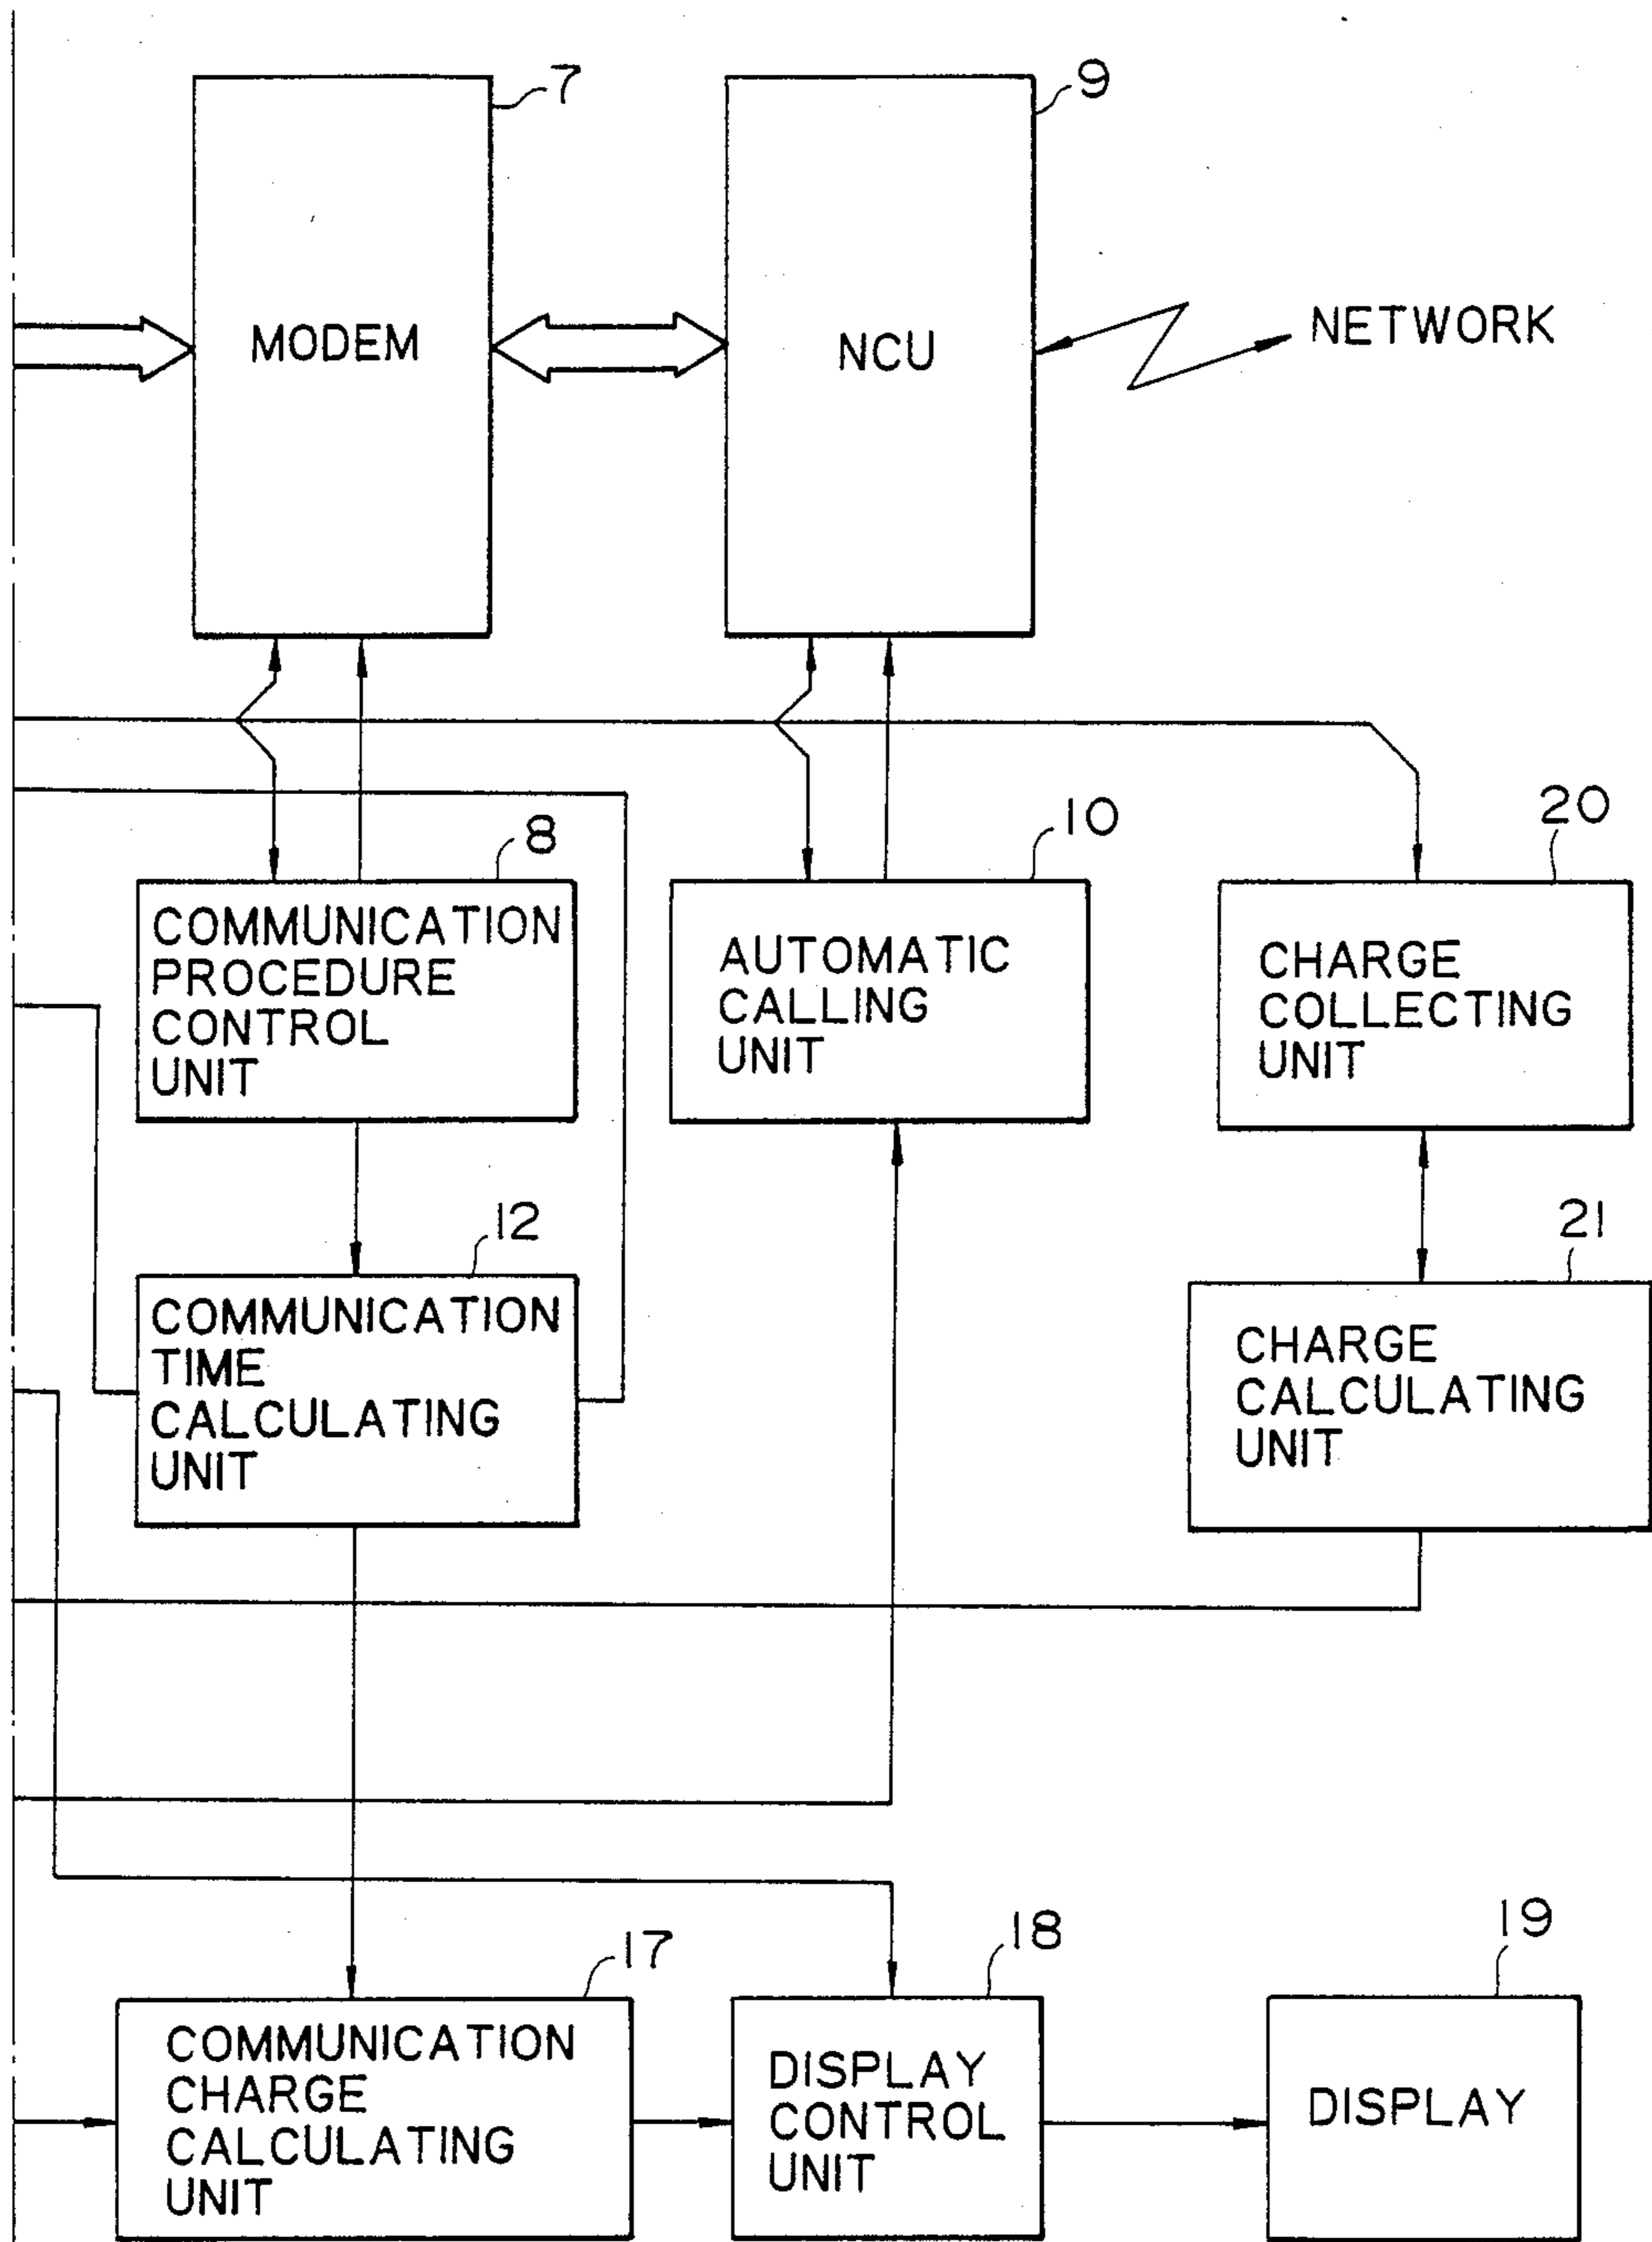 7
9
MODEM
NCU
NETWORK
8
10
20
COMMUNICATION
PROCEDURE
CONTROL
UNIT
AUTOMATIC
CALLING
UNIT
CHARGE
COLLECTING
UNIT
12
21
COMMUNICATION
TIME
CALCULATING
UNIT
CHARGE
CALCULATING
UNIT
17
18
19
COMMUNICATION
CHARGE
CALCULATING
UNIT
DISPLAY
CONTROL
UNIT
DISPLAY